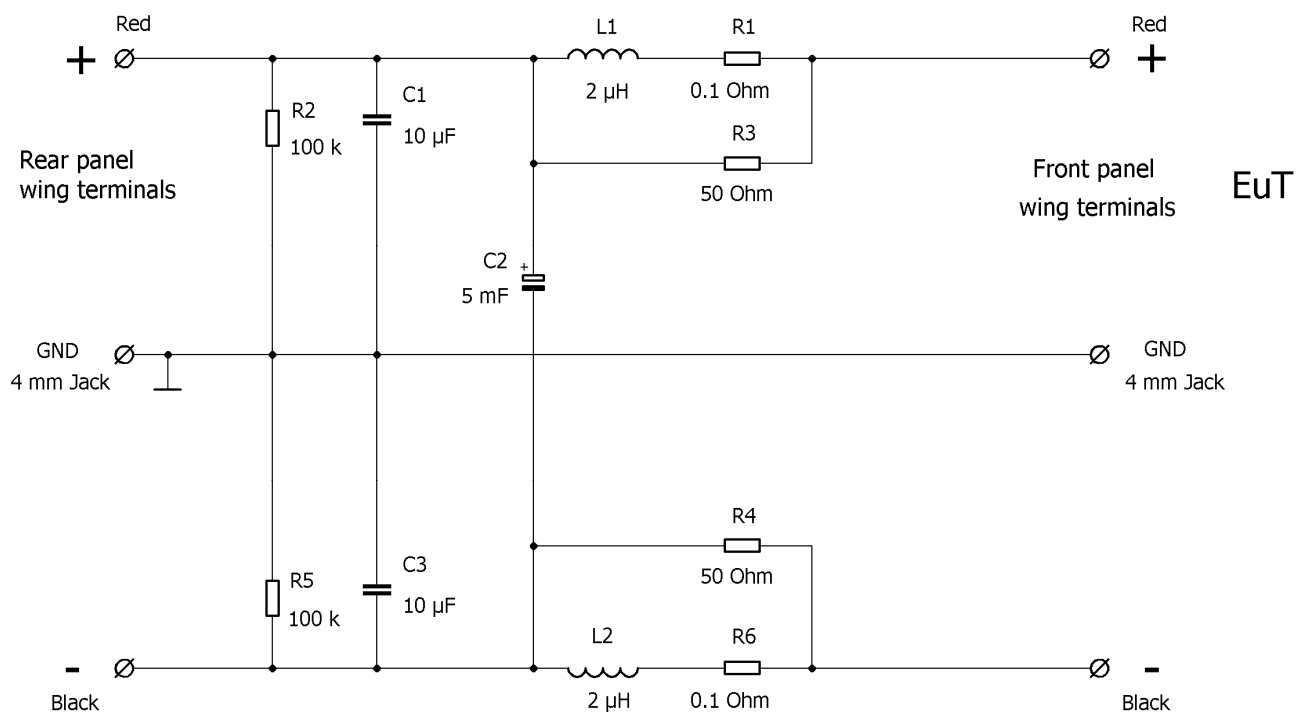 Red
+
L1
2 µH
R1
0.1 Ohm
Red
+
R2
100 k
C1
10 µF
R3
50 Ohm
Rear panel
wing terminals
Front panel
wing terminals
EuT
C2
+
5 mF
GND
4 mm Jack
GND
4 mm Jack
R4
50 Ohm
R5
100 k
C3
10 µF
L2
2 µH
R6
0.1 Ohm
-
Black
-
Black